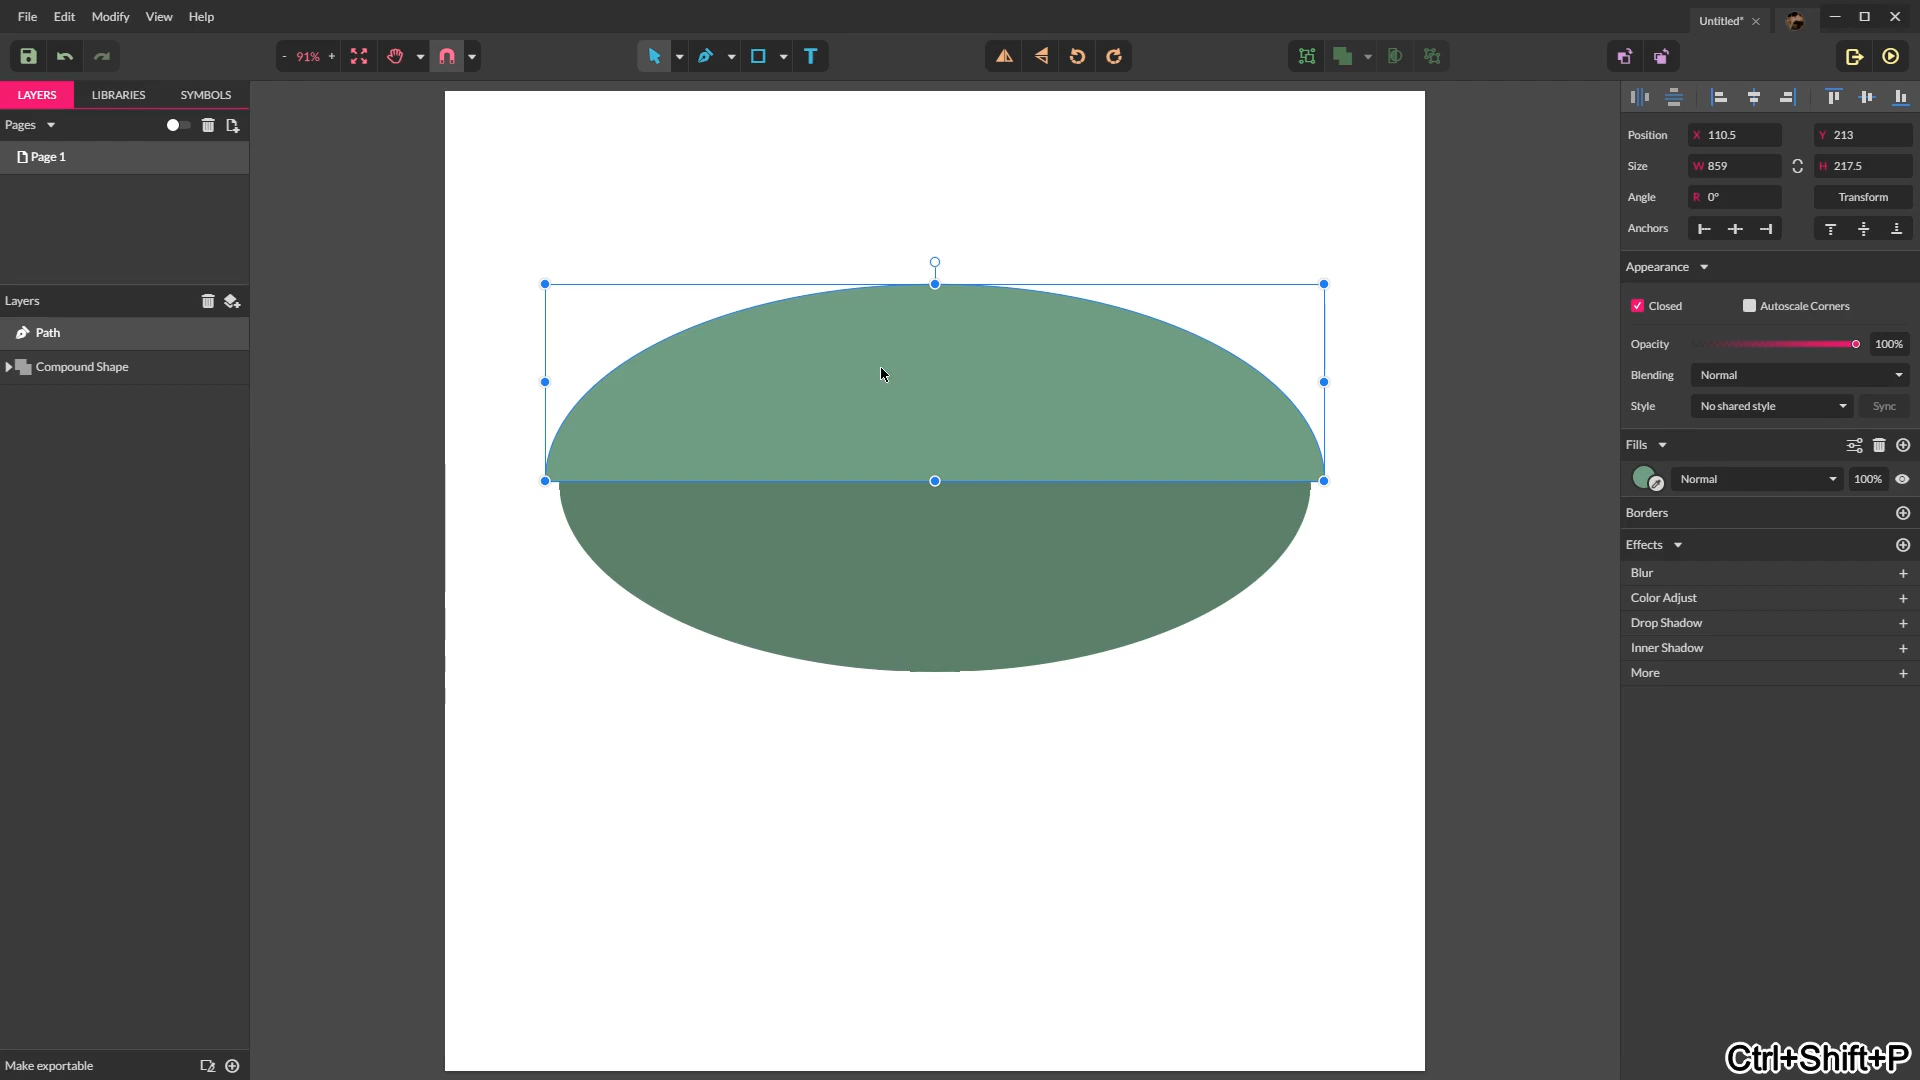 File Edit Modify View Help
Untitled*
- 91% +
T
LAYERS LIBRARIES SYMBOLS
Pages
Page 1
Layers
Path
Compound Shape
Make exportable
Position X 110.5 Y 213
Size W 859 H 217.5
Angle R 0° Transform
Anchors
Appearance
Closed Autoscale Corners
Opacity 100%
Blending Normal
Style No shared style Sync
Fills
Normal 100%
Borders
Effects
Blur +
Color Adjust +
Drop Shadow +
Inner Shadow +
More +
Ctrl+Shift+P